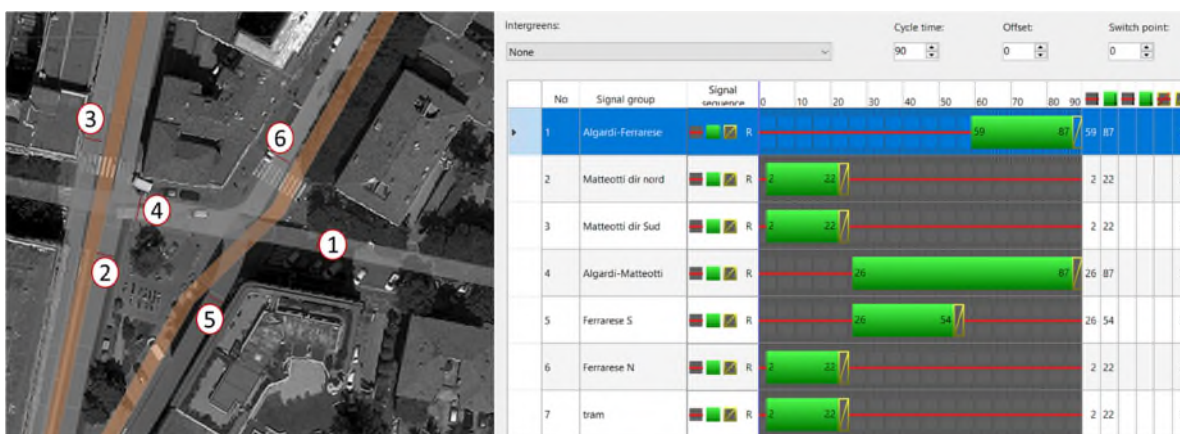 3
6
4
1
2
5
Intergreens:
None
Cycle time:
90
Offset:
0
Switch point:
0
No Signal group Signal sequence 0 10 20 30 40 50 60 70 80 90
1 Algardi-Ferrarese R 59 87 59 87
2 Matteotti dir nord R 2 22 2 22
3 Matteotti dir Sud R 2 22 2 22
4 Algardi-Matteotti R 26 87 26 87
5 Ferrarese S R 26 54 26 54
6 Ferrarese N R 2 22 2 22
7 tram R 2 22 2 22